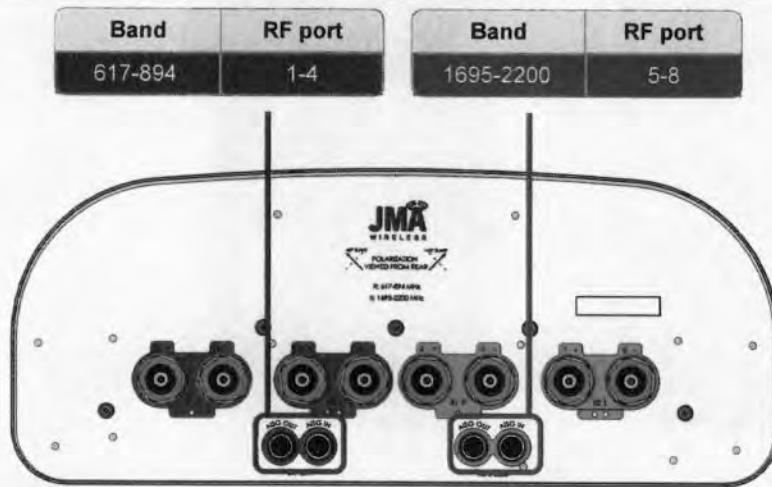 Band RF port
617-894 1-4
Band RF port
1695-2200 5-8
JMA
WIRELESS
POLARIZATION
VIEWED FROM REAR
R: 617-894 MHz
B: 1695-2200 MHz
AISG OUT AISG IN
AISG OUT AISG IN